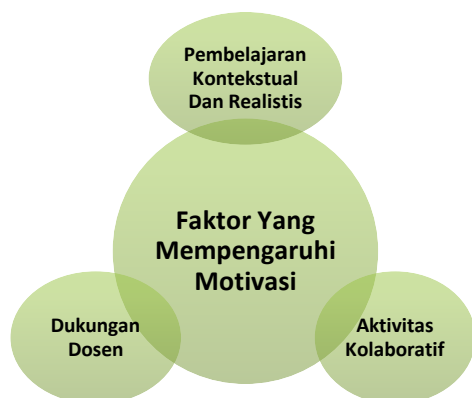 Pembelajaran
Kontekstual
Dan Realistis
Faktor Yang
Mempengaruhi
Motivasi
Dukungan
Dosen
Aktivitas
Kolaboratif